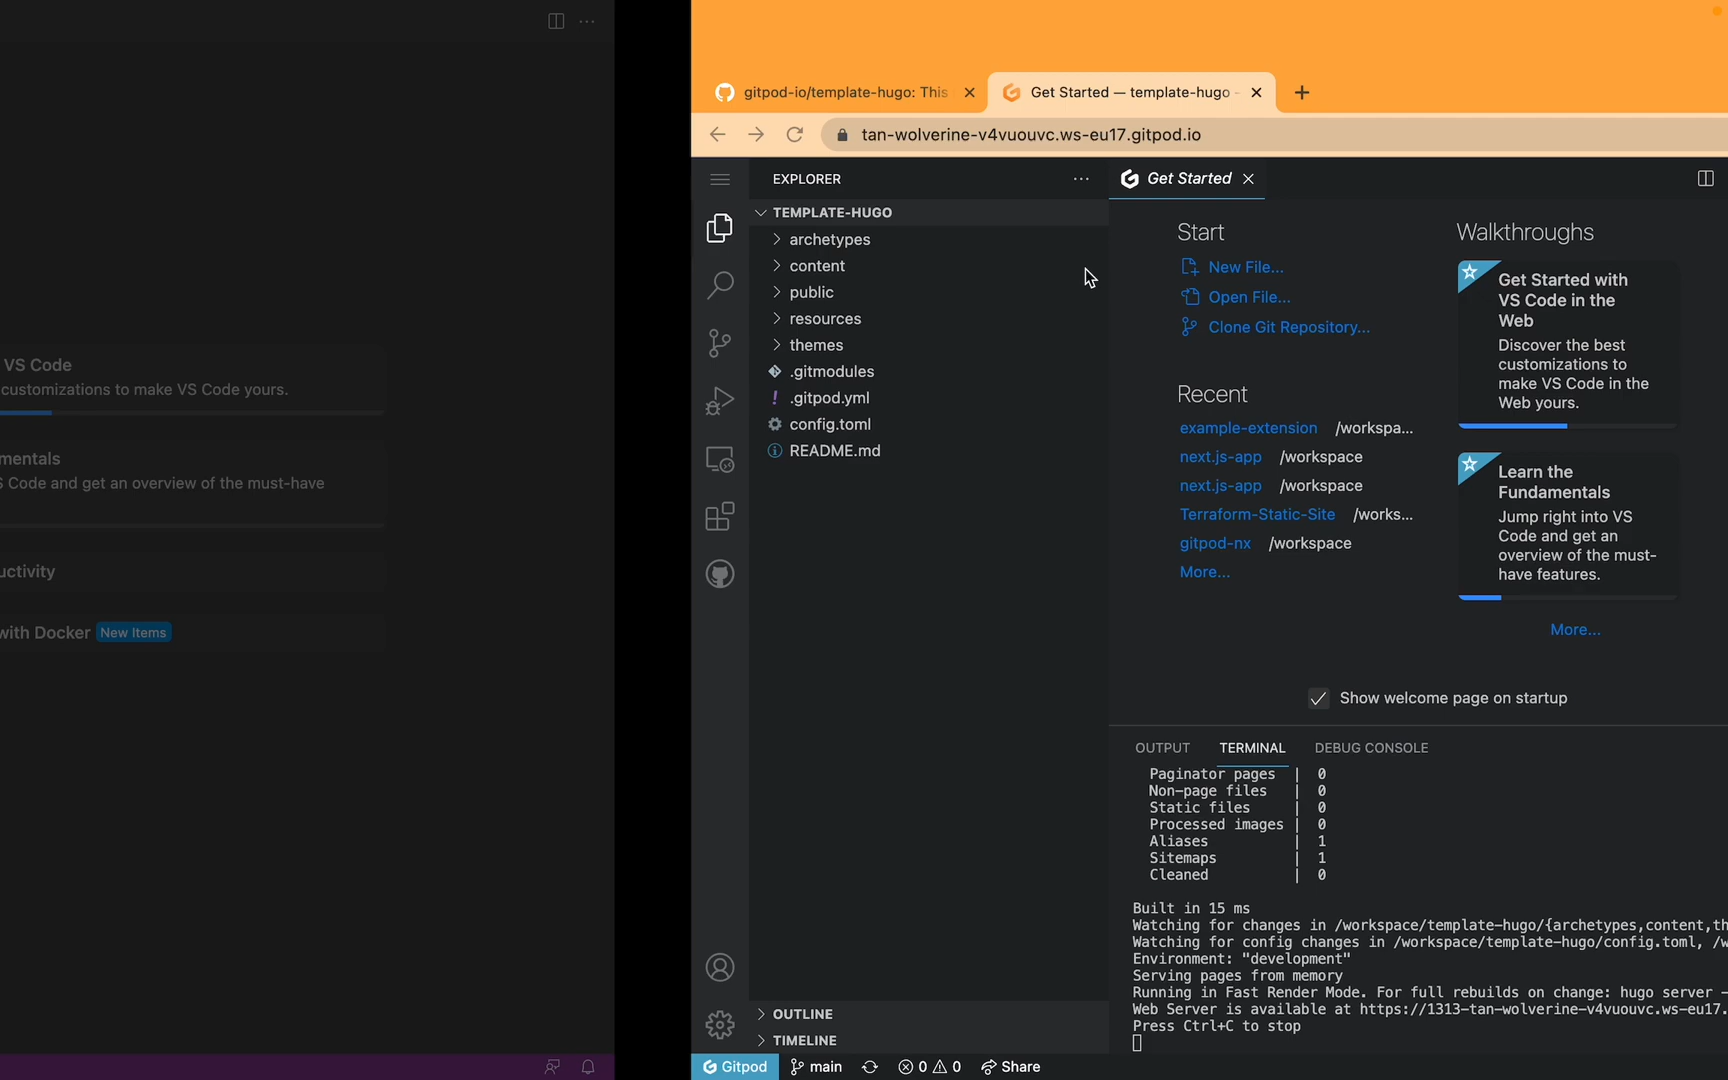 VS Code
customizations to make VS Code yours.
mentals
S Code and get an overview of the must-have
uctivity
with Docker New Items
gitpod-io/template-hugo: This
Get Started — template-hugo -
tan-wolverine-v4vuouvc.ws-eu17.gitpod.io
EXPLORER
TEMPLATE-HUGO
archetypes
content
public
resources
themes
.gitmodules
.gitpod.yml
config.toml
README.md
OUTLINE
TIMELINE
Get Started
Start
New File...
Open File...
Clone Git Repository...
Recent
example-extension /workspa...
next.js-app /workspace
next.js-app /workspace
Terraform-Static-Site /works...
gitpod-nx /workspace
More...
Walkthroughs
Get Started with
VS Code in the
Web
Discover the best
customizations to
make VS Code in the
Web yours.
Learn the
Fundamentals
Jump right into VS
Code and get an
overview of the must-
have features.
More...
Show welcome page on startup
OUTPUT TERMINAL DEBUG CONSOLE
Paginator pages | 0
Non-page files | 0
Static files | 0
Processed images | 0
Aliases | 1
Sitemaps | 1
Cleaned | 0
Built in 15 ms
Watching for changes in /workspace/template-hugo/{archetypes,content,th
Watching for config changes in /workspace/template-hugo/config.toml, /w
Environment: "development"
Serving pages from memory
Running in Fast Render Mode. For full rebuilds on change: hugo server -
Web Server is available at https://1313-tan-wolverine-v4vuouvc.ws-eu17.
Press Ctrl+C to stop
Gitpod main 0 0 Share